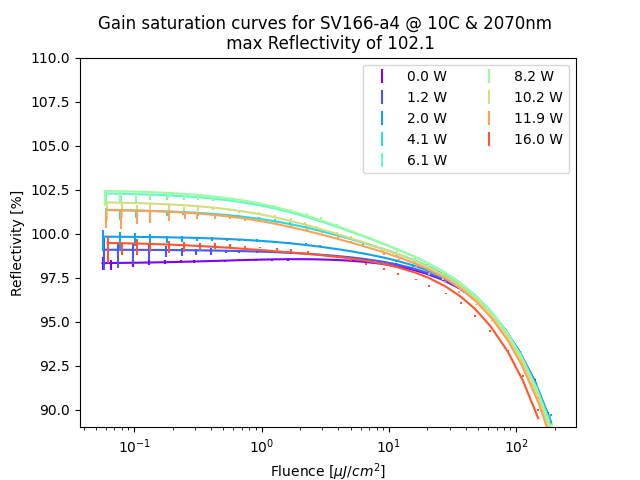 Gain saturation curves for SV166-a4 @ 10C & 2070nm
max Reflectivity of 102.1
110.0
107.5
105.0
102.5
100.0
97.5
95.0
92.5
90.0
Reflectivity [%]
0.0 W
1.2 W
2.0 W
4.1 W
6.1 W
8.2 W
10.2 W
11.9 W
16.0 W
10⁻¹
10⁰
10¹
10²
Fluence [μJ/cm²]